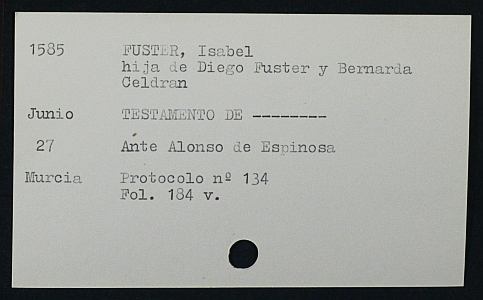 1585 FUSTER, Isabel
hija de Diego Fuster y Bernarda
Celdran
Junio TESTAMENTO DE --------
27 Ante Alonso de Espinosa
Murcia Protocolo nº 134
Fol. 184 v.